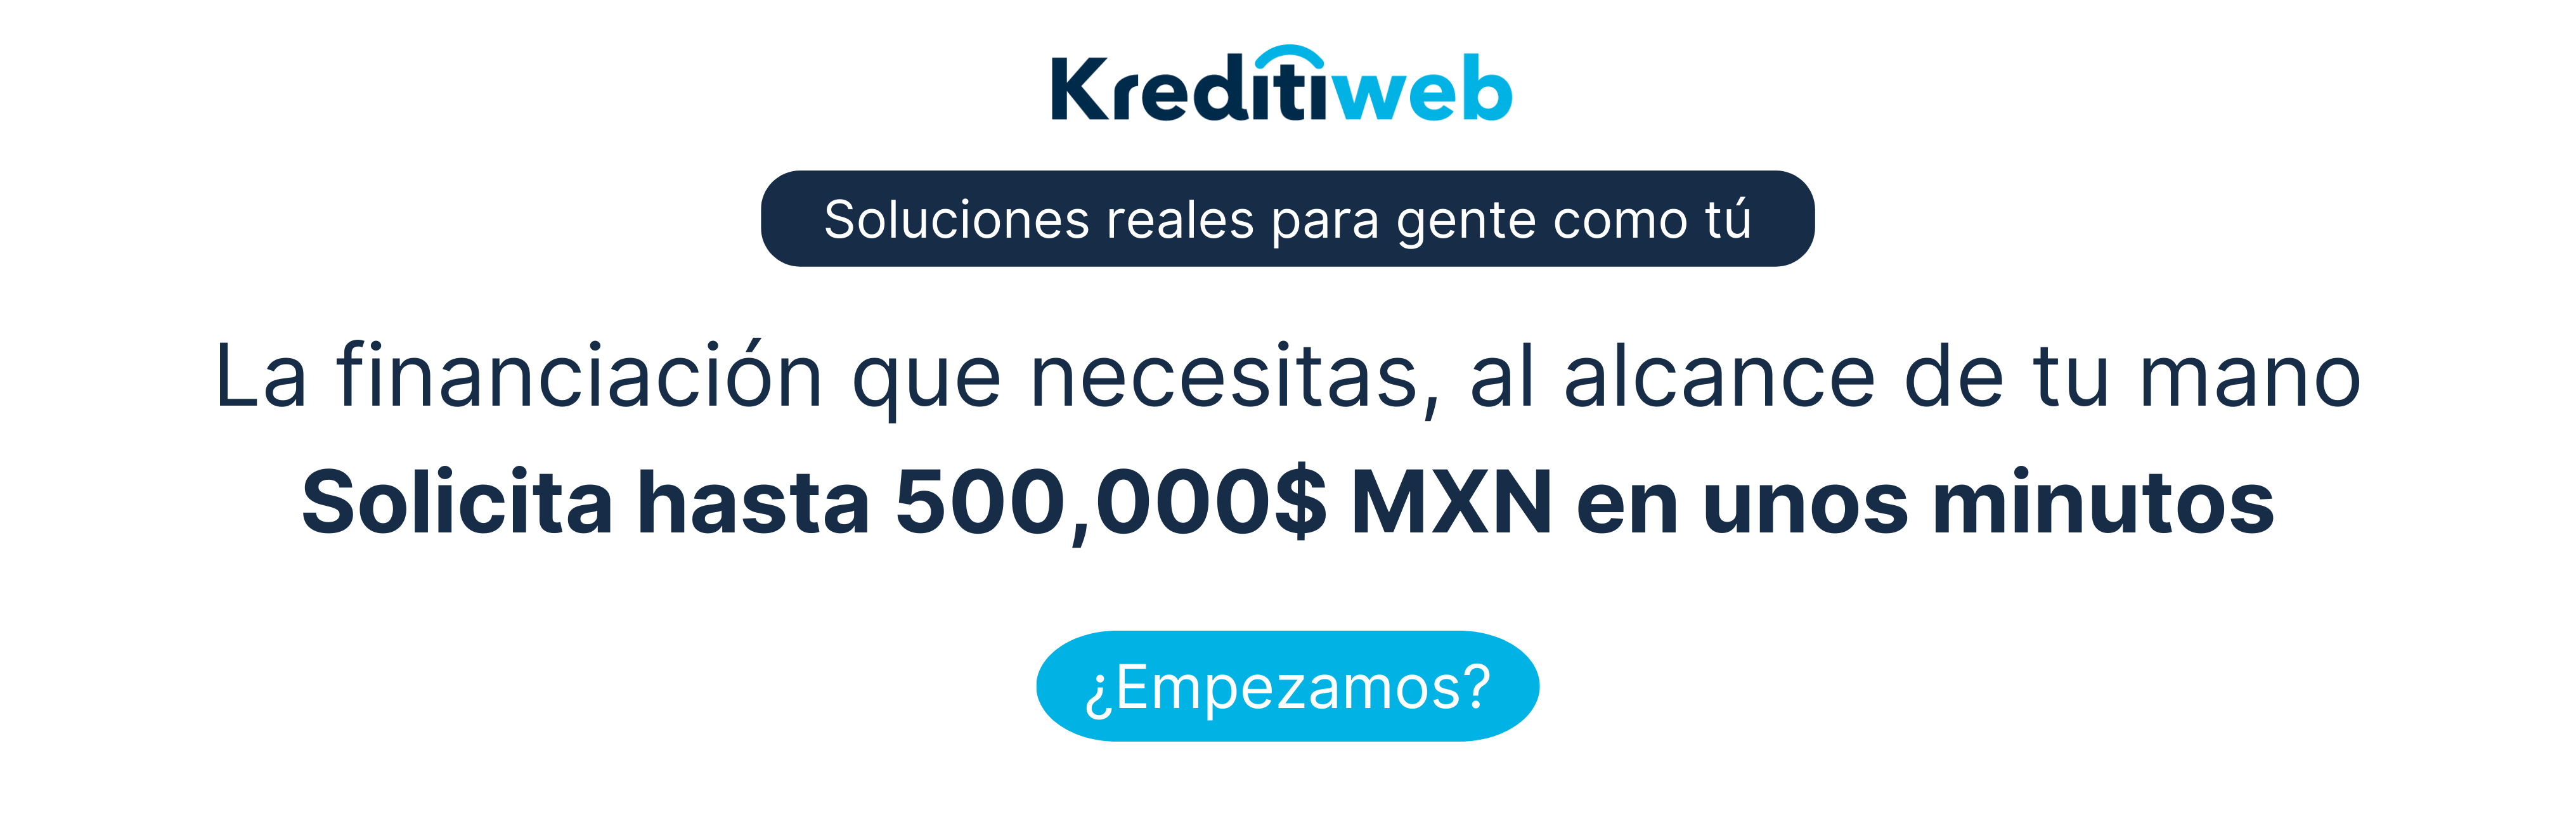 Kreditiweb
Soluciones reales para gente como tú
La financiación que necesitas, al alcance de tu mano
Solicita hasta 500,000$ MXN en unos minutos
¿Empezamos?